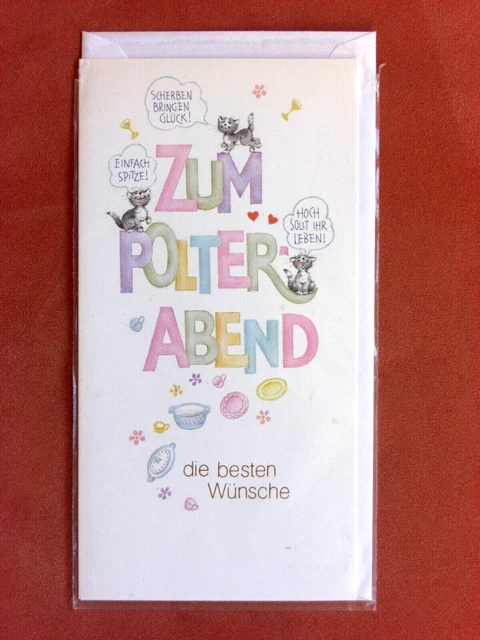 SCHERBEN
BRINGEN
GLÜCK!
EINFACH
SPITZE!
ZUM
HOCH
SOLLT IHR
LEBEN!
POLTER-
ABEND
die besten
Wünsche